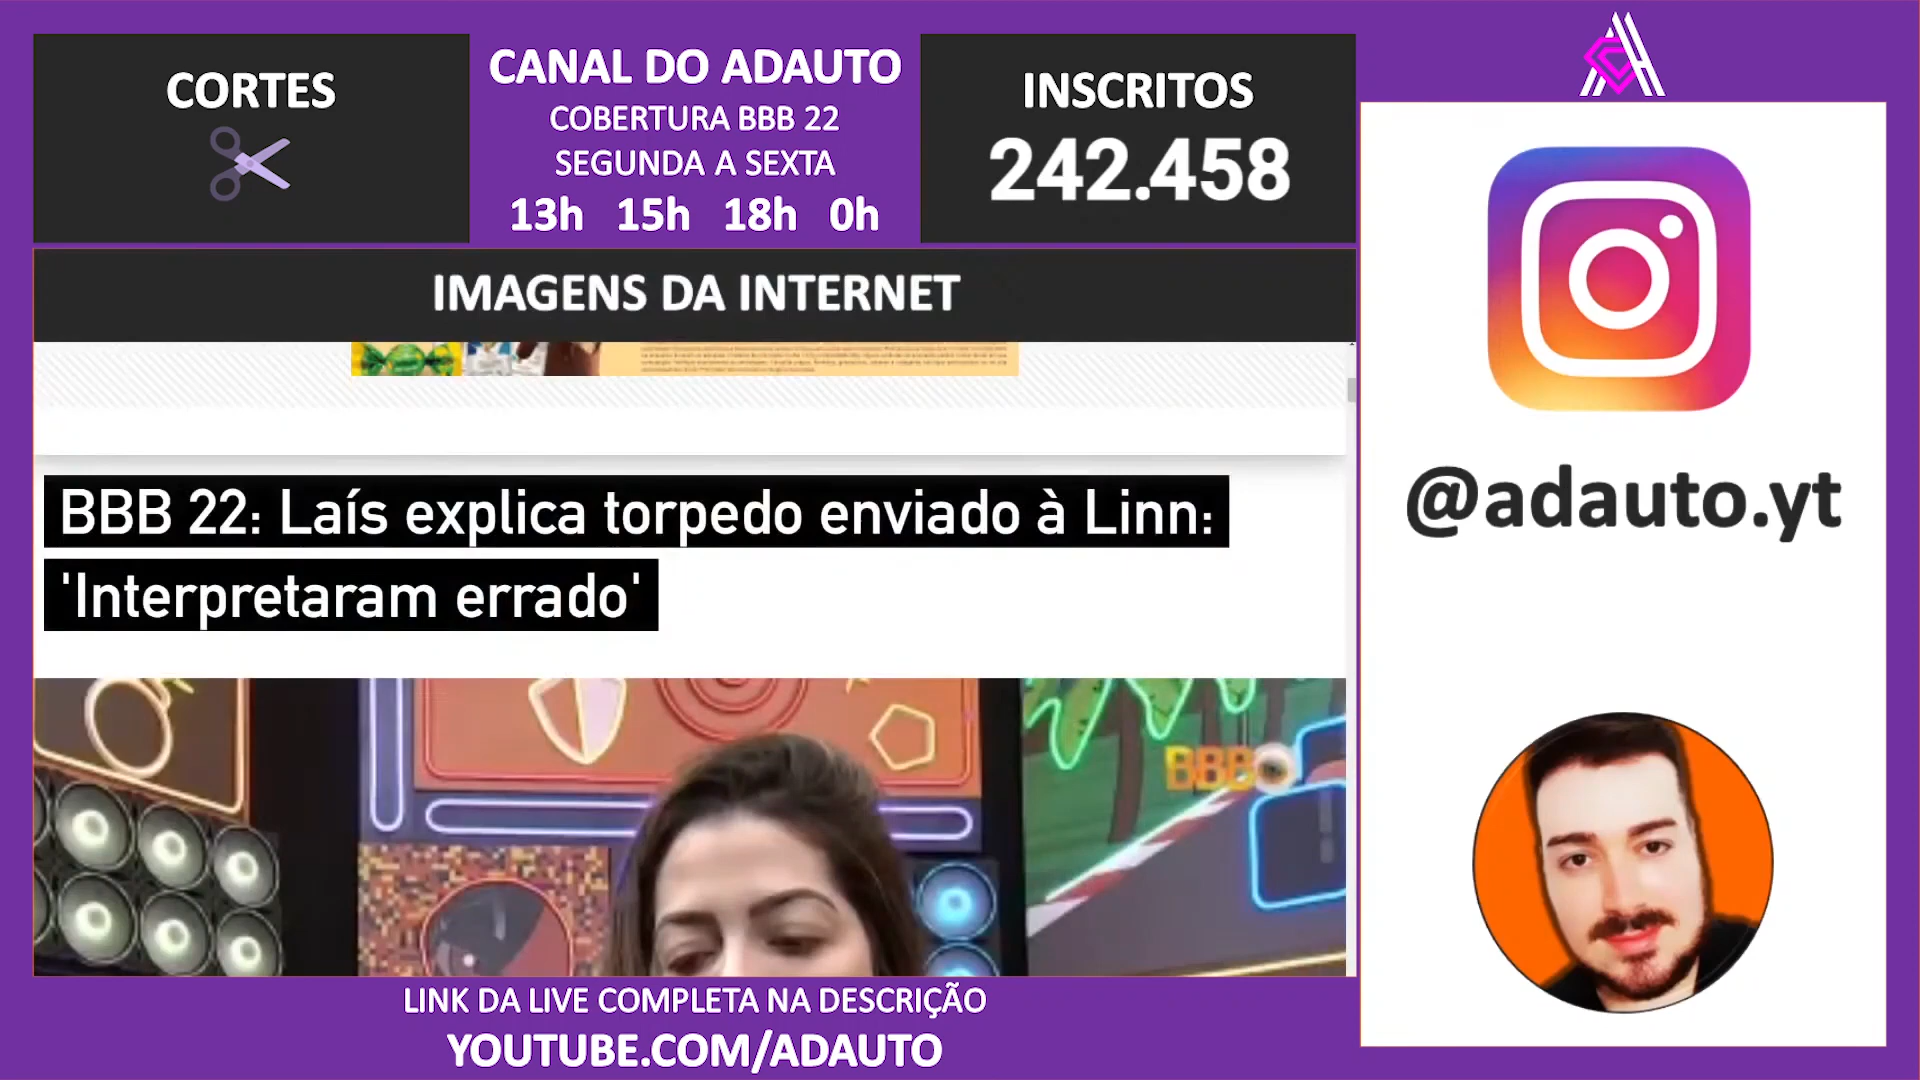 CORTES
CANAL DO ADAUTO
COBERTURA BBB 22
SEGUNDA A SEXTA
13h 15h 18h 0h
INSCRITOS
242.458
IMAGENS DA INTERNET
BBB 22: Laís explica torpedo enviado à Linn:
'Interpretaram errado'
BBB
LINK DA LIVE COMPLETA NA DESCRIÇÃO
YOUTUBE.COM/ADAUTO
@adauto.yt